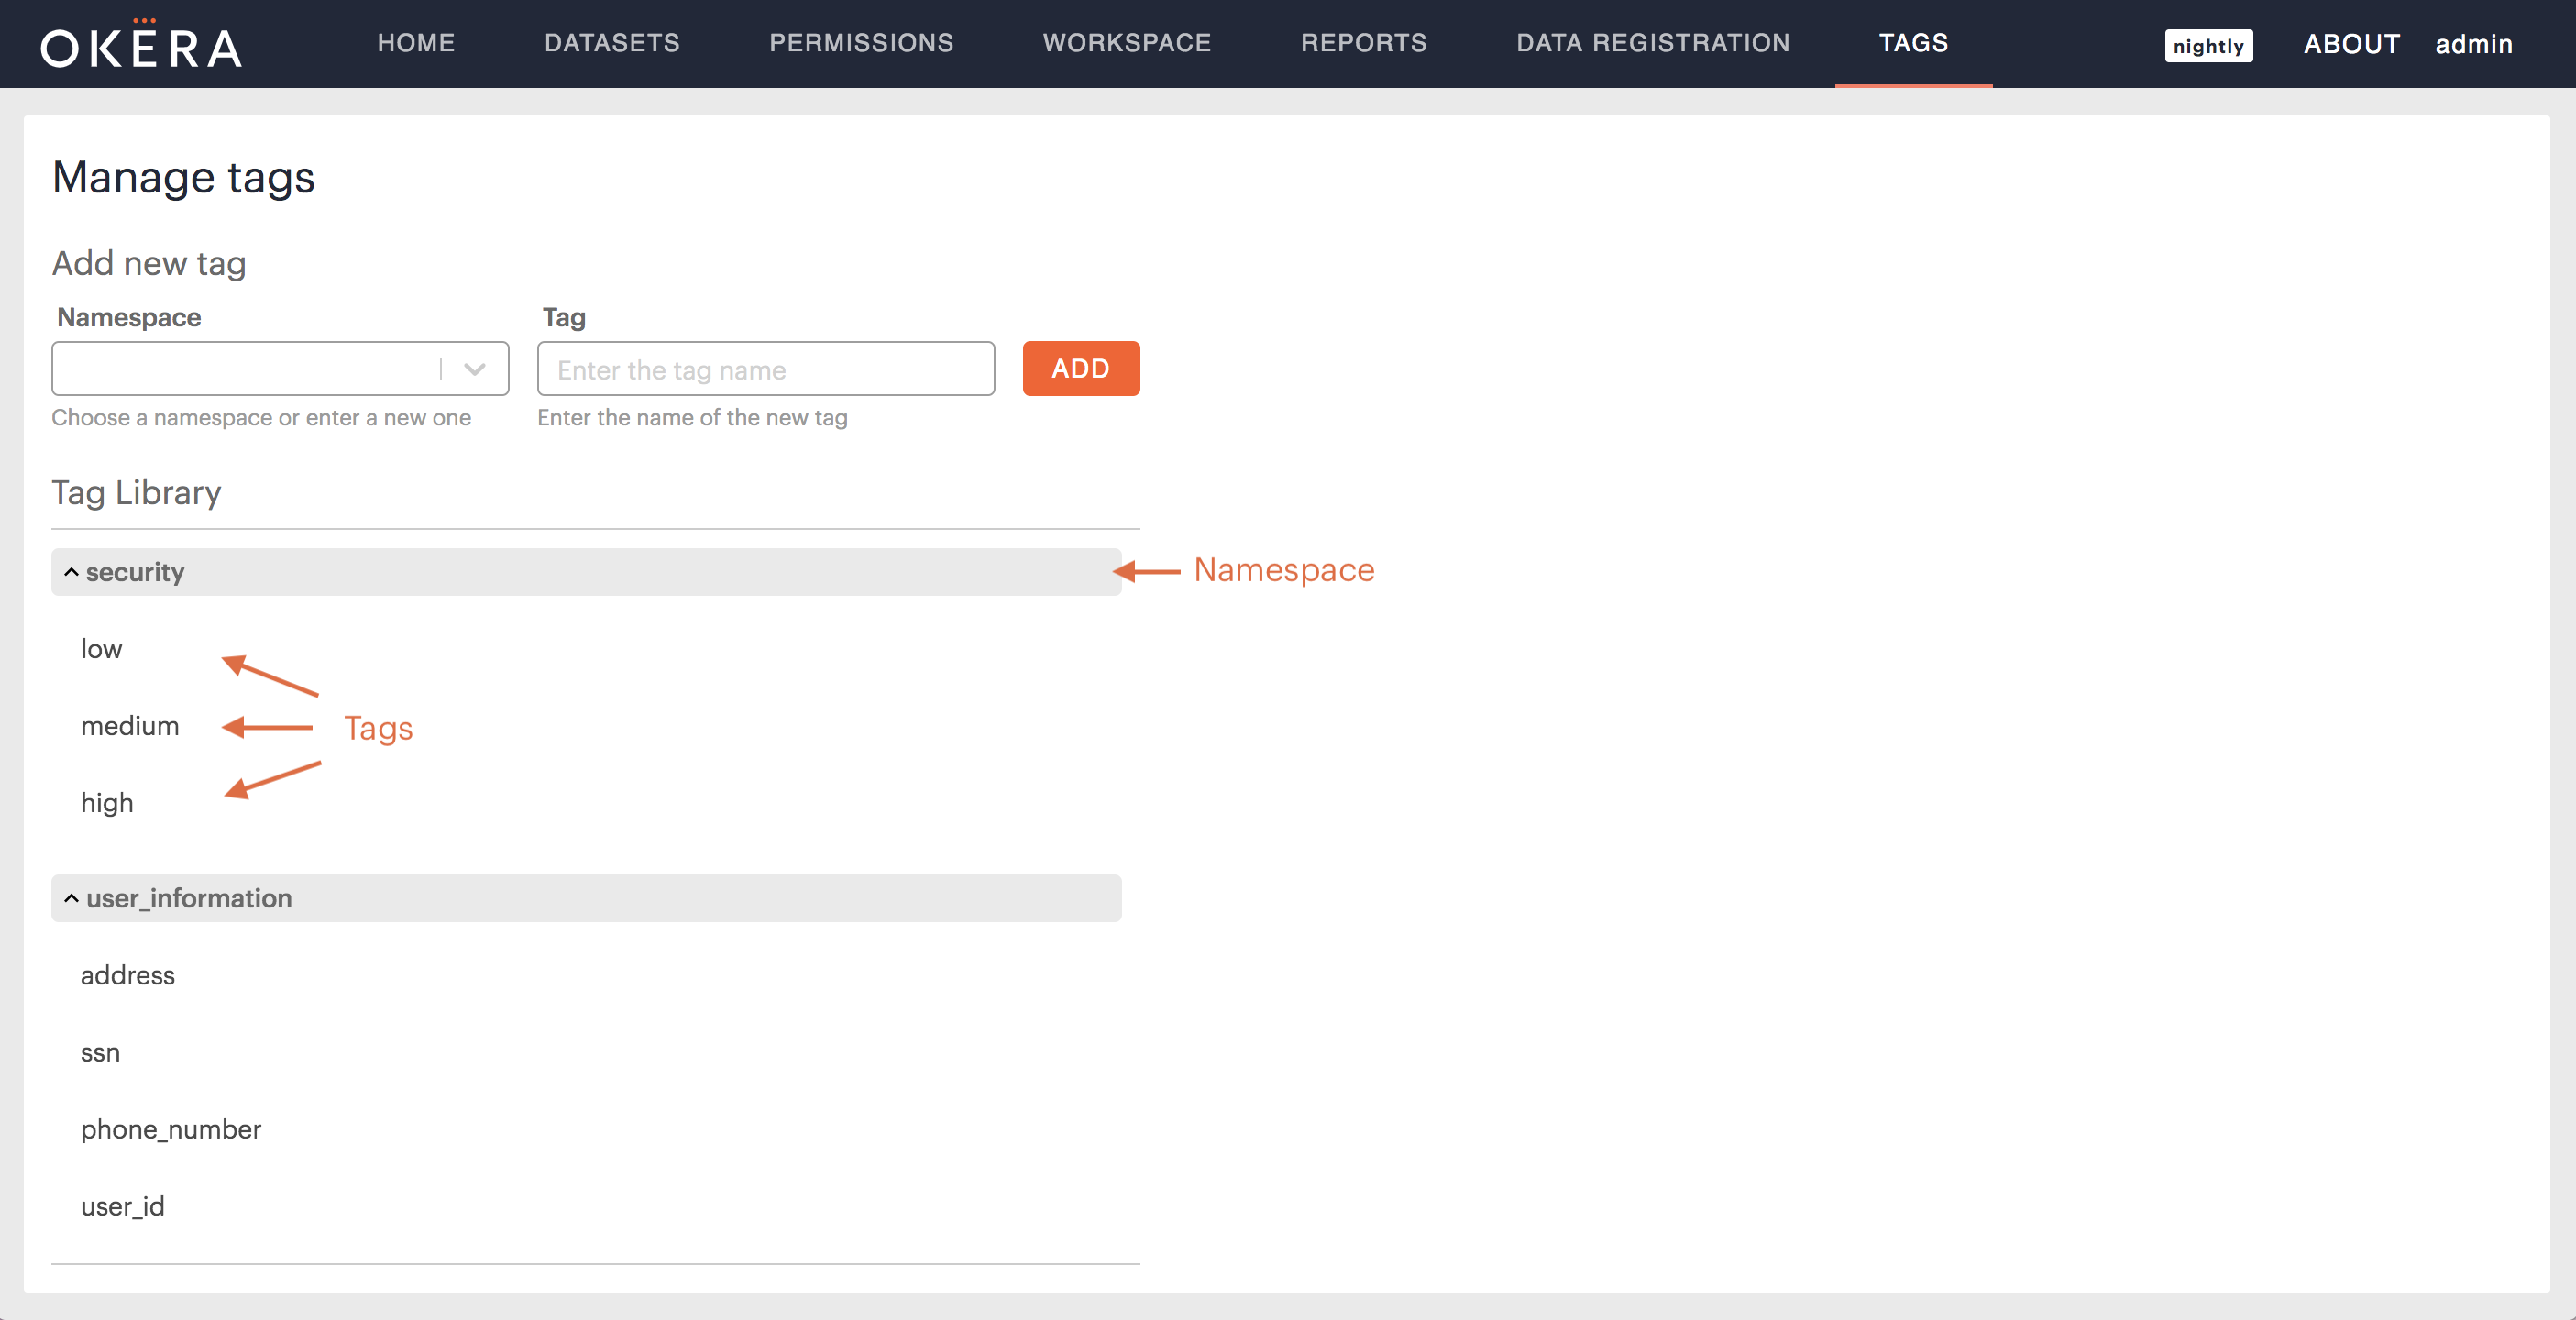 OKERA HOME DATASETS PERMISSIONS WORKSPACE REPORTS DATA REGISTRATION TAGS nightly ABOUT admin
Manage tags
Add new tag
Namespace Tag
Enter the tag name ADD
Choose a namespace or enter a new one Enter the name of the new tag
Tag Library
security Namespace
low
medium Tags
high
user_information
address
ssn
phone_number
user_id